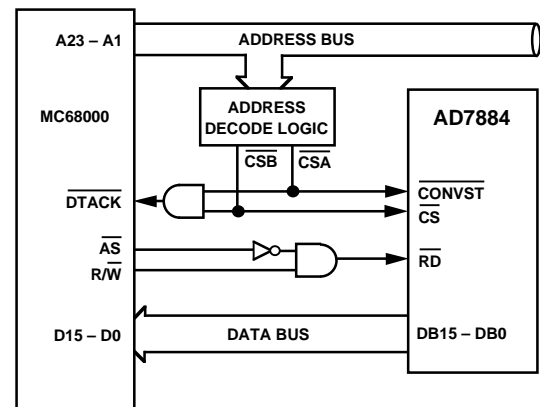 A23 – A1
ADDRESS BUS
MC68000
ADDRESS
DECODE LOGIC
AD7884
CSB
CSA
DTACK
CONVST
CS
AS
R/W
RD
D15 – D0
DATA BUS
DB15 – DB0